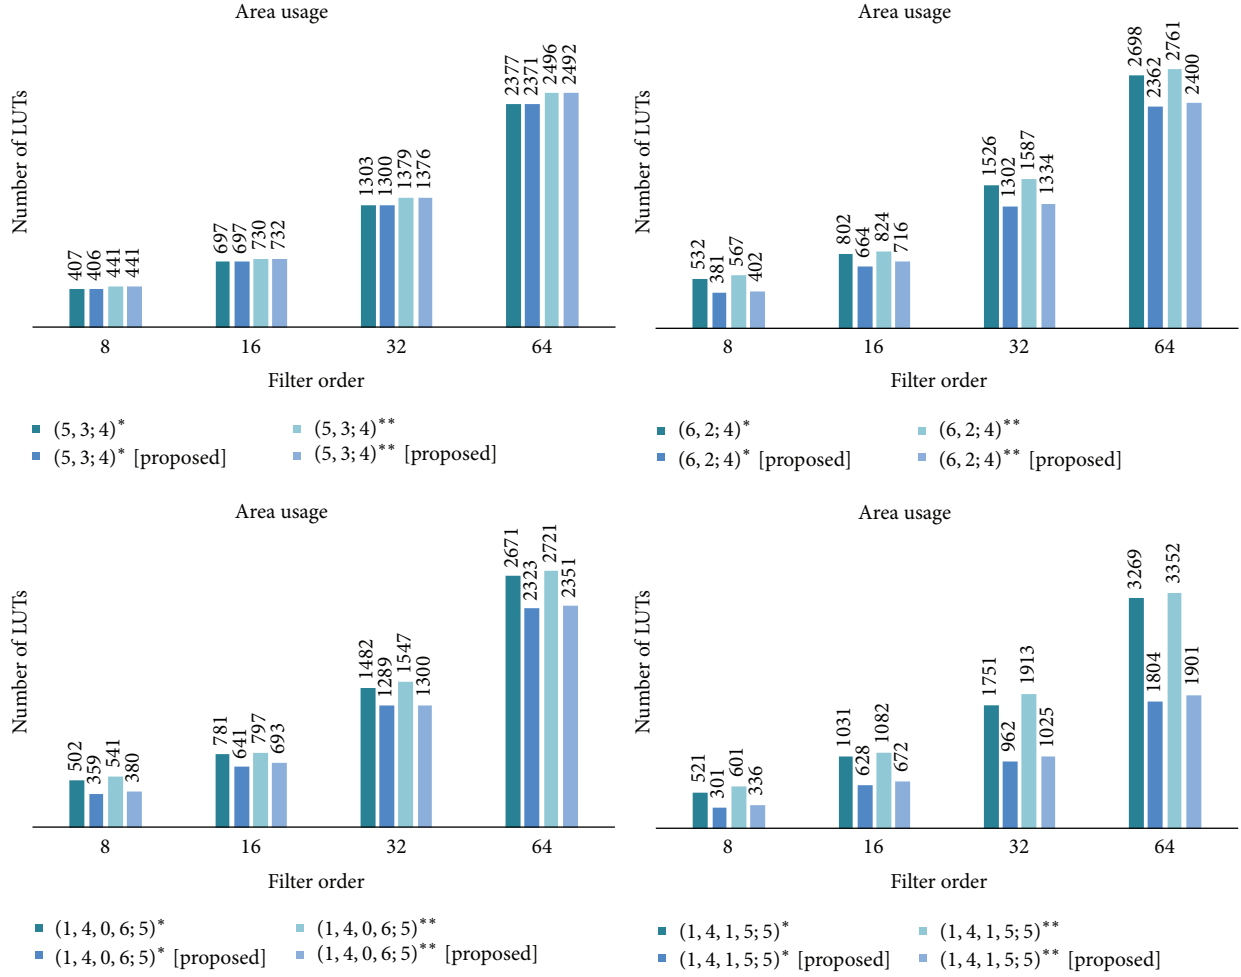 Area usage
Number of LUTs
407 406 441 441
697 697 730 732
1303 1300 1379 1376
2377 2371 2496 2492
8 16 32 64
Filter order
(5, 3; 4)* (5, 3; 4)**
(5, 3; 4)* [proposed] (5, 3; 4)** [proposed]
Area usage
Number of LUTs
532 381 567 402
802 664 824 716
1526 1302 1587 1334
2698 2362 2761 2400
8 16 32 64
Filter order
(6, 2; 4)* (6, 2; 4)**
(6, 2; 4)* [proposed] (6, 2; 4)** [proposed]
Area usage
Number of LUTs
502 359 541 380
781 641 797 693
1482 1289 1547 1300
2671 2323 2721 2351
8 16 32 64
Filter order
(1, 4, 0, 6; 5)* (1, 4, 0, 6; 5)**
(1, 4, 0, 6; 5)* [proposed] (1, 4, 0, 6; 5)** [proposed]
Area usage
Number of LUTs
521 301 601 336
1031 628 1082 672
1751 962 1913 1025
3269 1804 3352 1901
8 16 32 64
Filter order
(1, 4, 1, 5; 5)* (1, 4, 1, 5; 5)**
(1, 4, 1, 5; 5)* [proposed] (1, 4, 1, 5; 5)** [proposed]